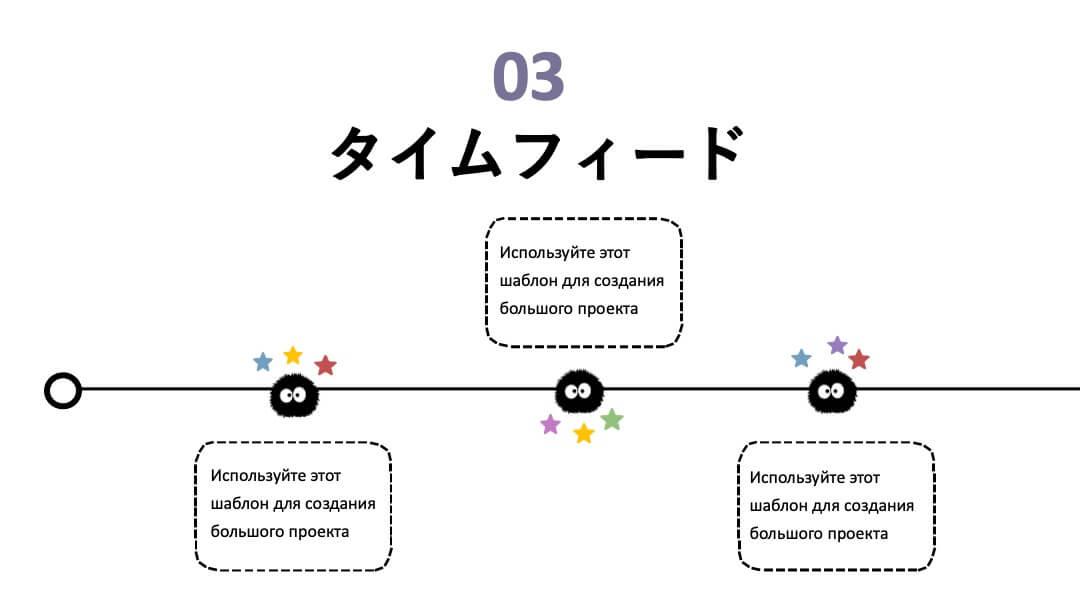 03
タイムフィード
Используйте этот
шаблон для создания
большого проекта
Используйте этот
шаблон для создания
большого проекта
Используйте этот
шаблон для создания
большого проекта